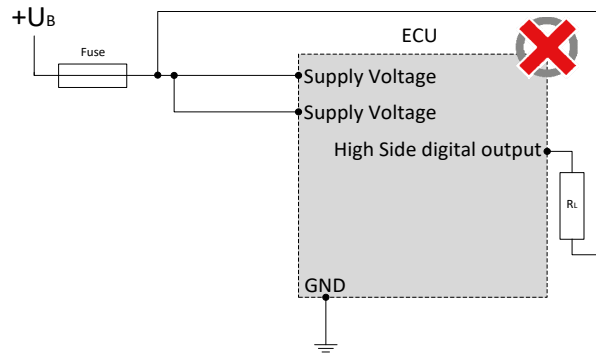 +UB
Fuse
ECU
Supply Voltage
Supply Voltage
High Side digital output
RL
GND